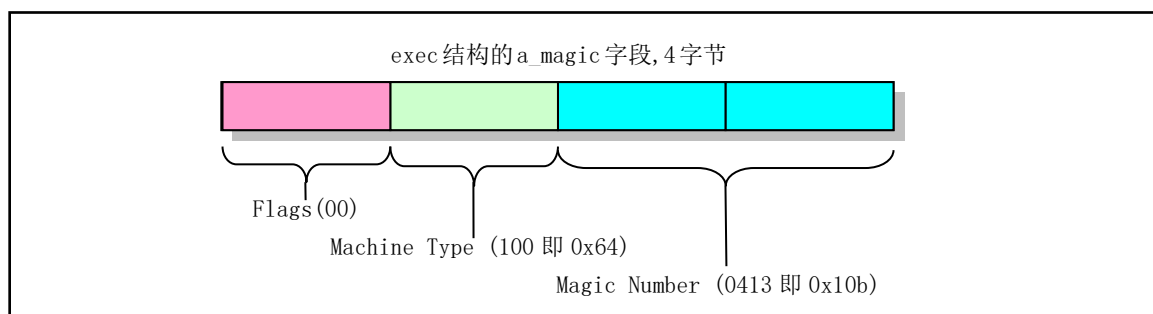 exec结构的a_magic字段,4字节
Flags(00)
Machine Type (100 即 0x64)
Magic Number (0413 即 0x10b)